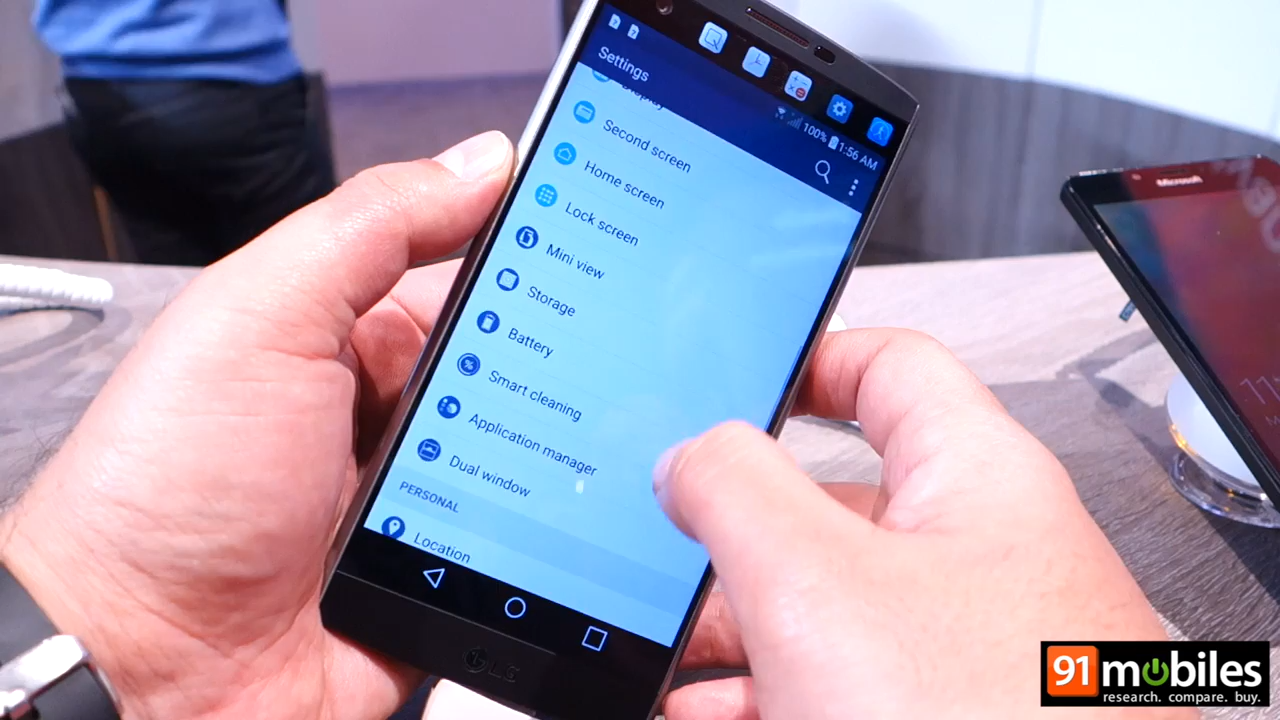 Settings
100% 1:56 AM
Display
Second screen
Home screen
Lock screen
Mini view
Storage
Battery
Smart cleaning
Application manager
Dual window
PERSONAL
Location
LG
Microsoft
91mobiles
research. compare. buy.